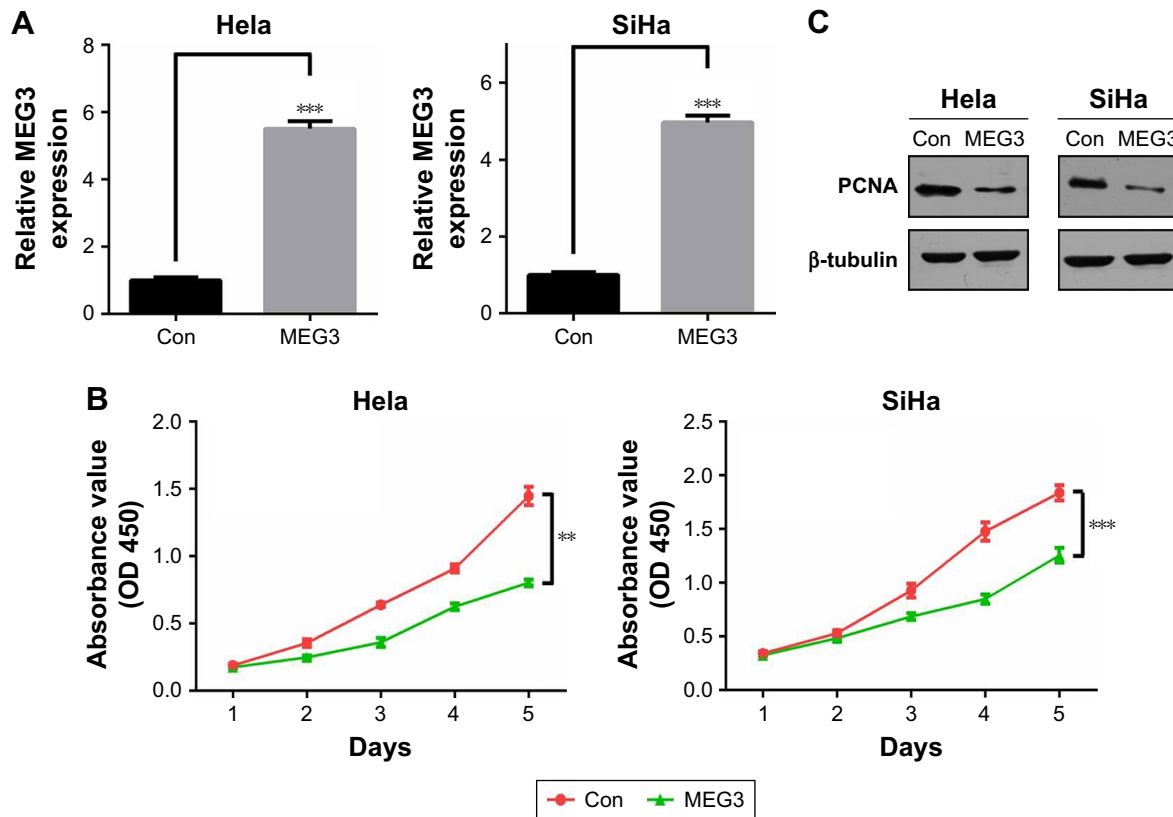 A
Hela
Relative MEG3
expression
8
6
4
2
0
***
Con
MEG3
SiHa
Relative MEG3
expression
6
4
2
0
***
Con
MEG3
C
Hela
SiHa
Con
MEG3
Con
MEG3
PCNA
β-tubulin
B
Hela
Absorbance value
(OD 450)
2.0
1.5
1.0
0.5
0.0
**
1 2 3 4 5
Days
SiHa
Absorbance value
(OD 450)
2.5
2.0
1.5
1.0
0.5
0.0
***
1 2 3 4 5
Days
Con
MEG3